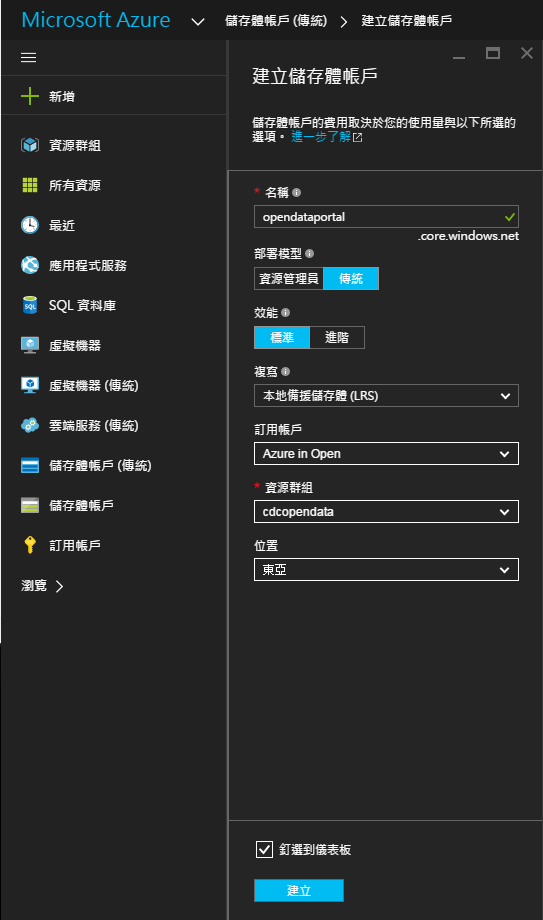 Microsoft Azure 儲存體帳戶 (傳統) 建立儲存體帳戶
新增
資源群組
所有資源
最近
應用程式服務
SQL 資料庫
虛擬機器
虛擬機器 (傳統)
雲端服務 (傳統)
儲存體帳戶 (傳統)
儲存體帳戶
訂用帳戶
瀏覽
建立儲存體帳戶
儲存體帳戶的費用取決於您的使用量與以下所選的
選項。 進一步了解
* 名稱
opendataportal
.core.windows.net
部署模型
資源管理員 傳統
效能
標準 進階
複寫
本地備援儲存體 (LRS)
訂用帳戶
Azure in Open
* 資源群組
cdcopendata
位置
東亞
釘選到儀表板
建立